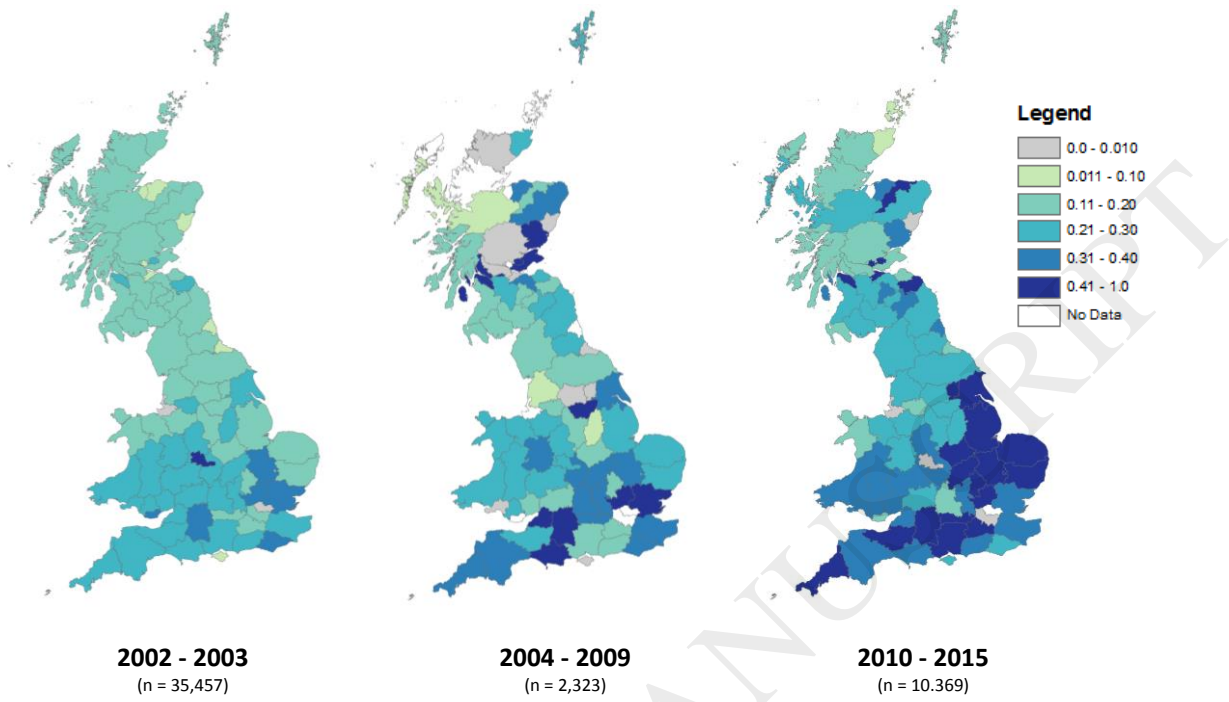 Legend
0.0 - 0.010
0.011 - 0.10
0.11 - 0.20
0.21 - 0.30
0.31 - 0.40
0.41 - 1.0
No Data
2002 - 2003
(n = 35,457)
2004 - 2009
(n = 2,323)
2010 - 2015
(n = 10.369)
ANUSCRIPT